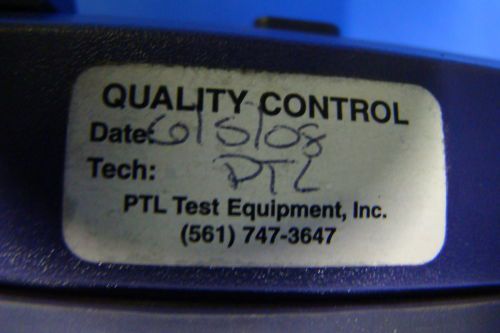 QUALITY CONTROL
Date: 6/5/08
Tech: PTL
PTL Test Equipment, Inc.
(561) 747-3647